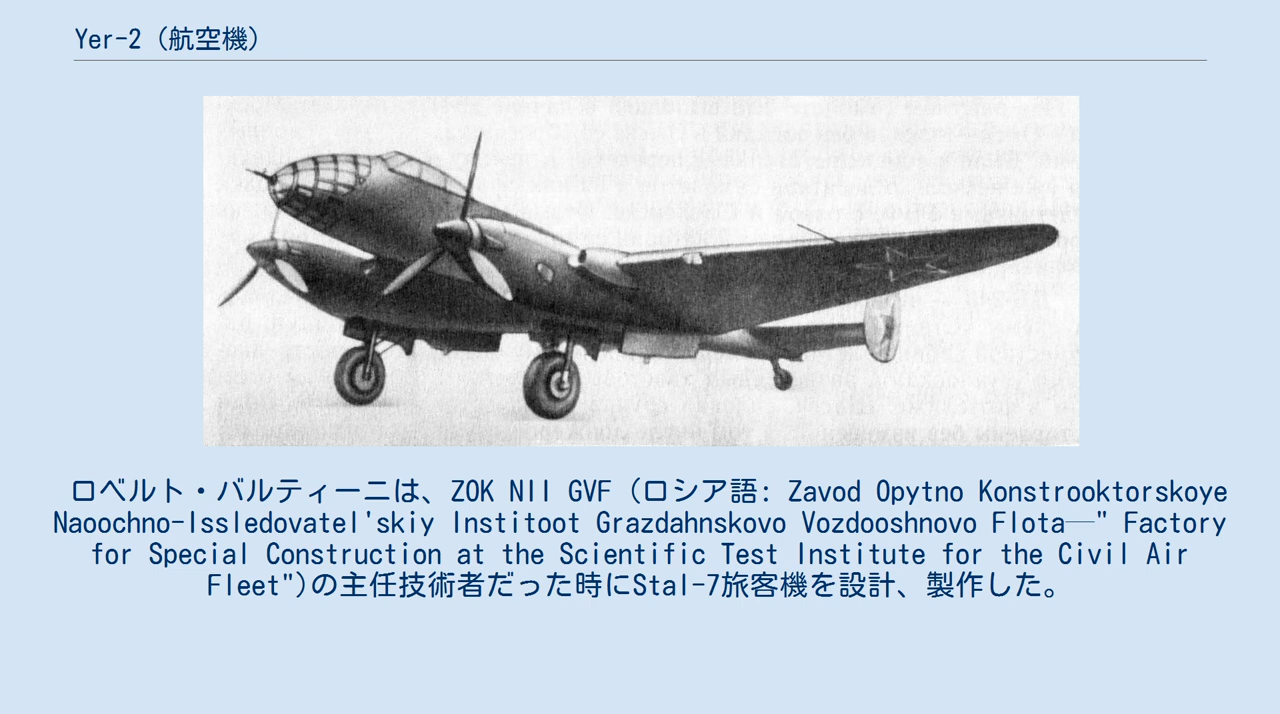 Yer-2（航空機）
ロベルト・バルティーニは、ZOK NII GVF（ロシア語: Zavod Opytno Konstrooktorskoye
Naoochno-Issledovatel'skiy Institoot Grazdahnskovo Vozdooshnovo Flota—" Factory
for Special Construction at the Scientific Test Institute for the Civil Air
Fleet")の主任技術者だった時にStal-7旅客機を設計、製作した。